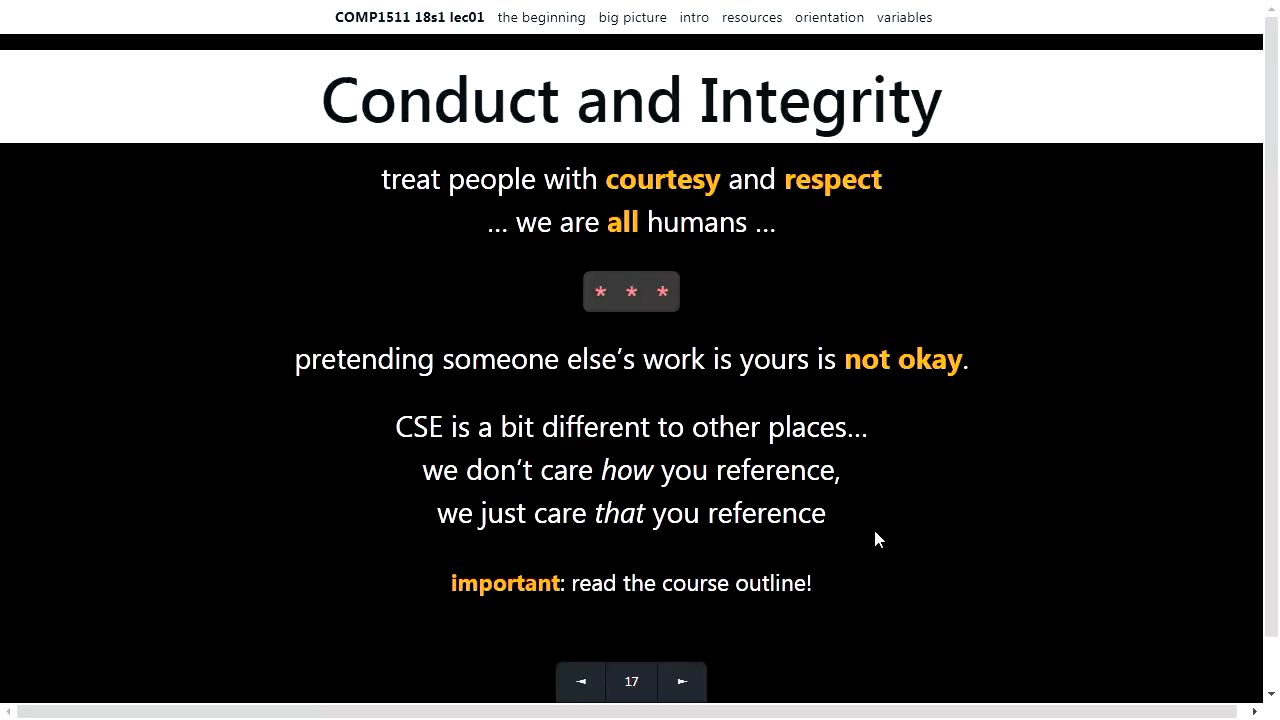 COMP1511 18s1 lec01 the beginning big picture intro resources orientation variables
Conduct and Integrity
treat people with courtesy and respect
... we are all humans ...
* * *
pretending someone else’s work is yours is not okay.
CSE is a bit different to other places...
we don’t care how you reference,
we just care that you reference
important: read the course outline!
17